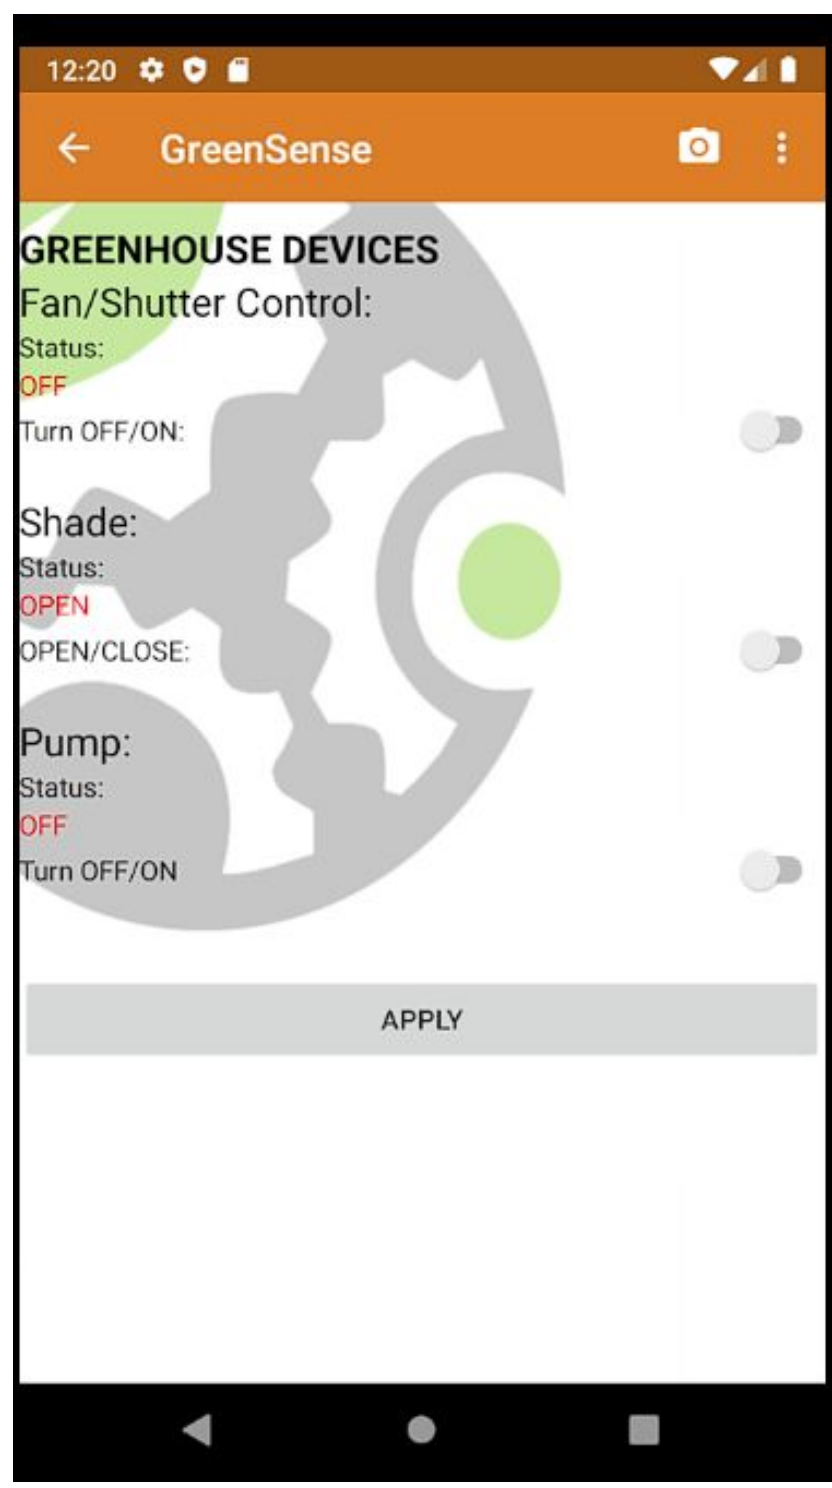 12:20
GreenSense
GREENHOUSE DEVICES
Fan/Shutter Control:
Status:
OFF
Turn OFF/ON:
Shade:
Status:
OPEN
OPEN/CLOSE:
Pump:
Status:
OFF
Turn OFF/ON
APPLY